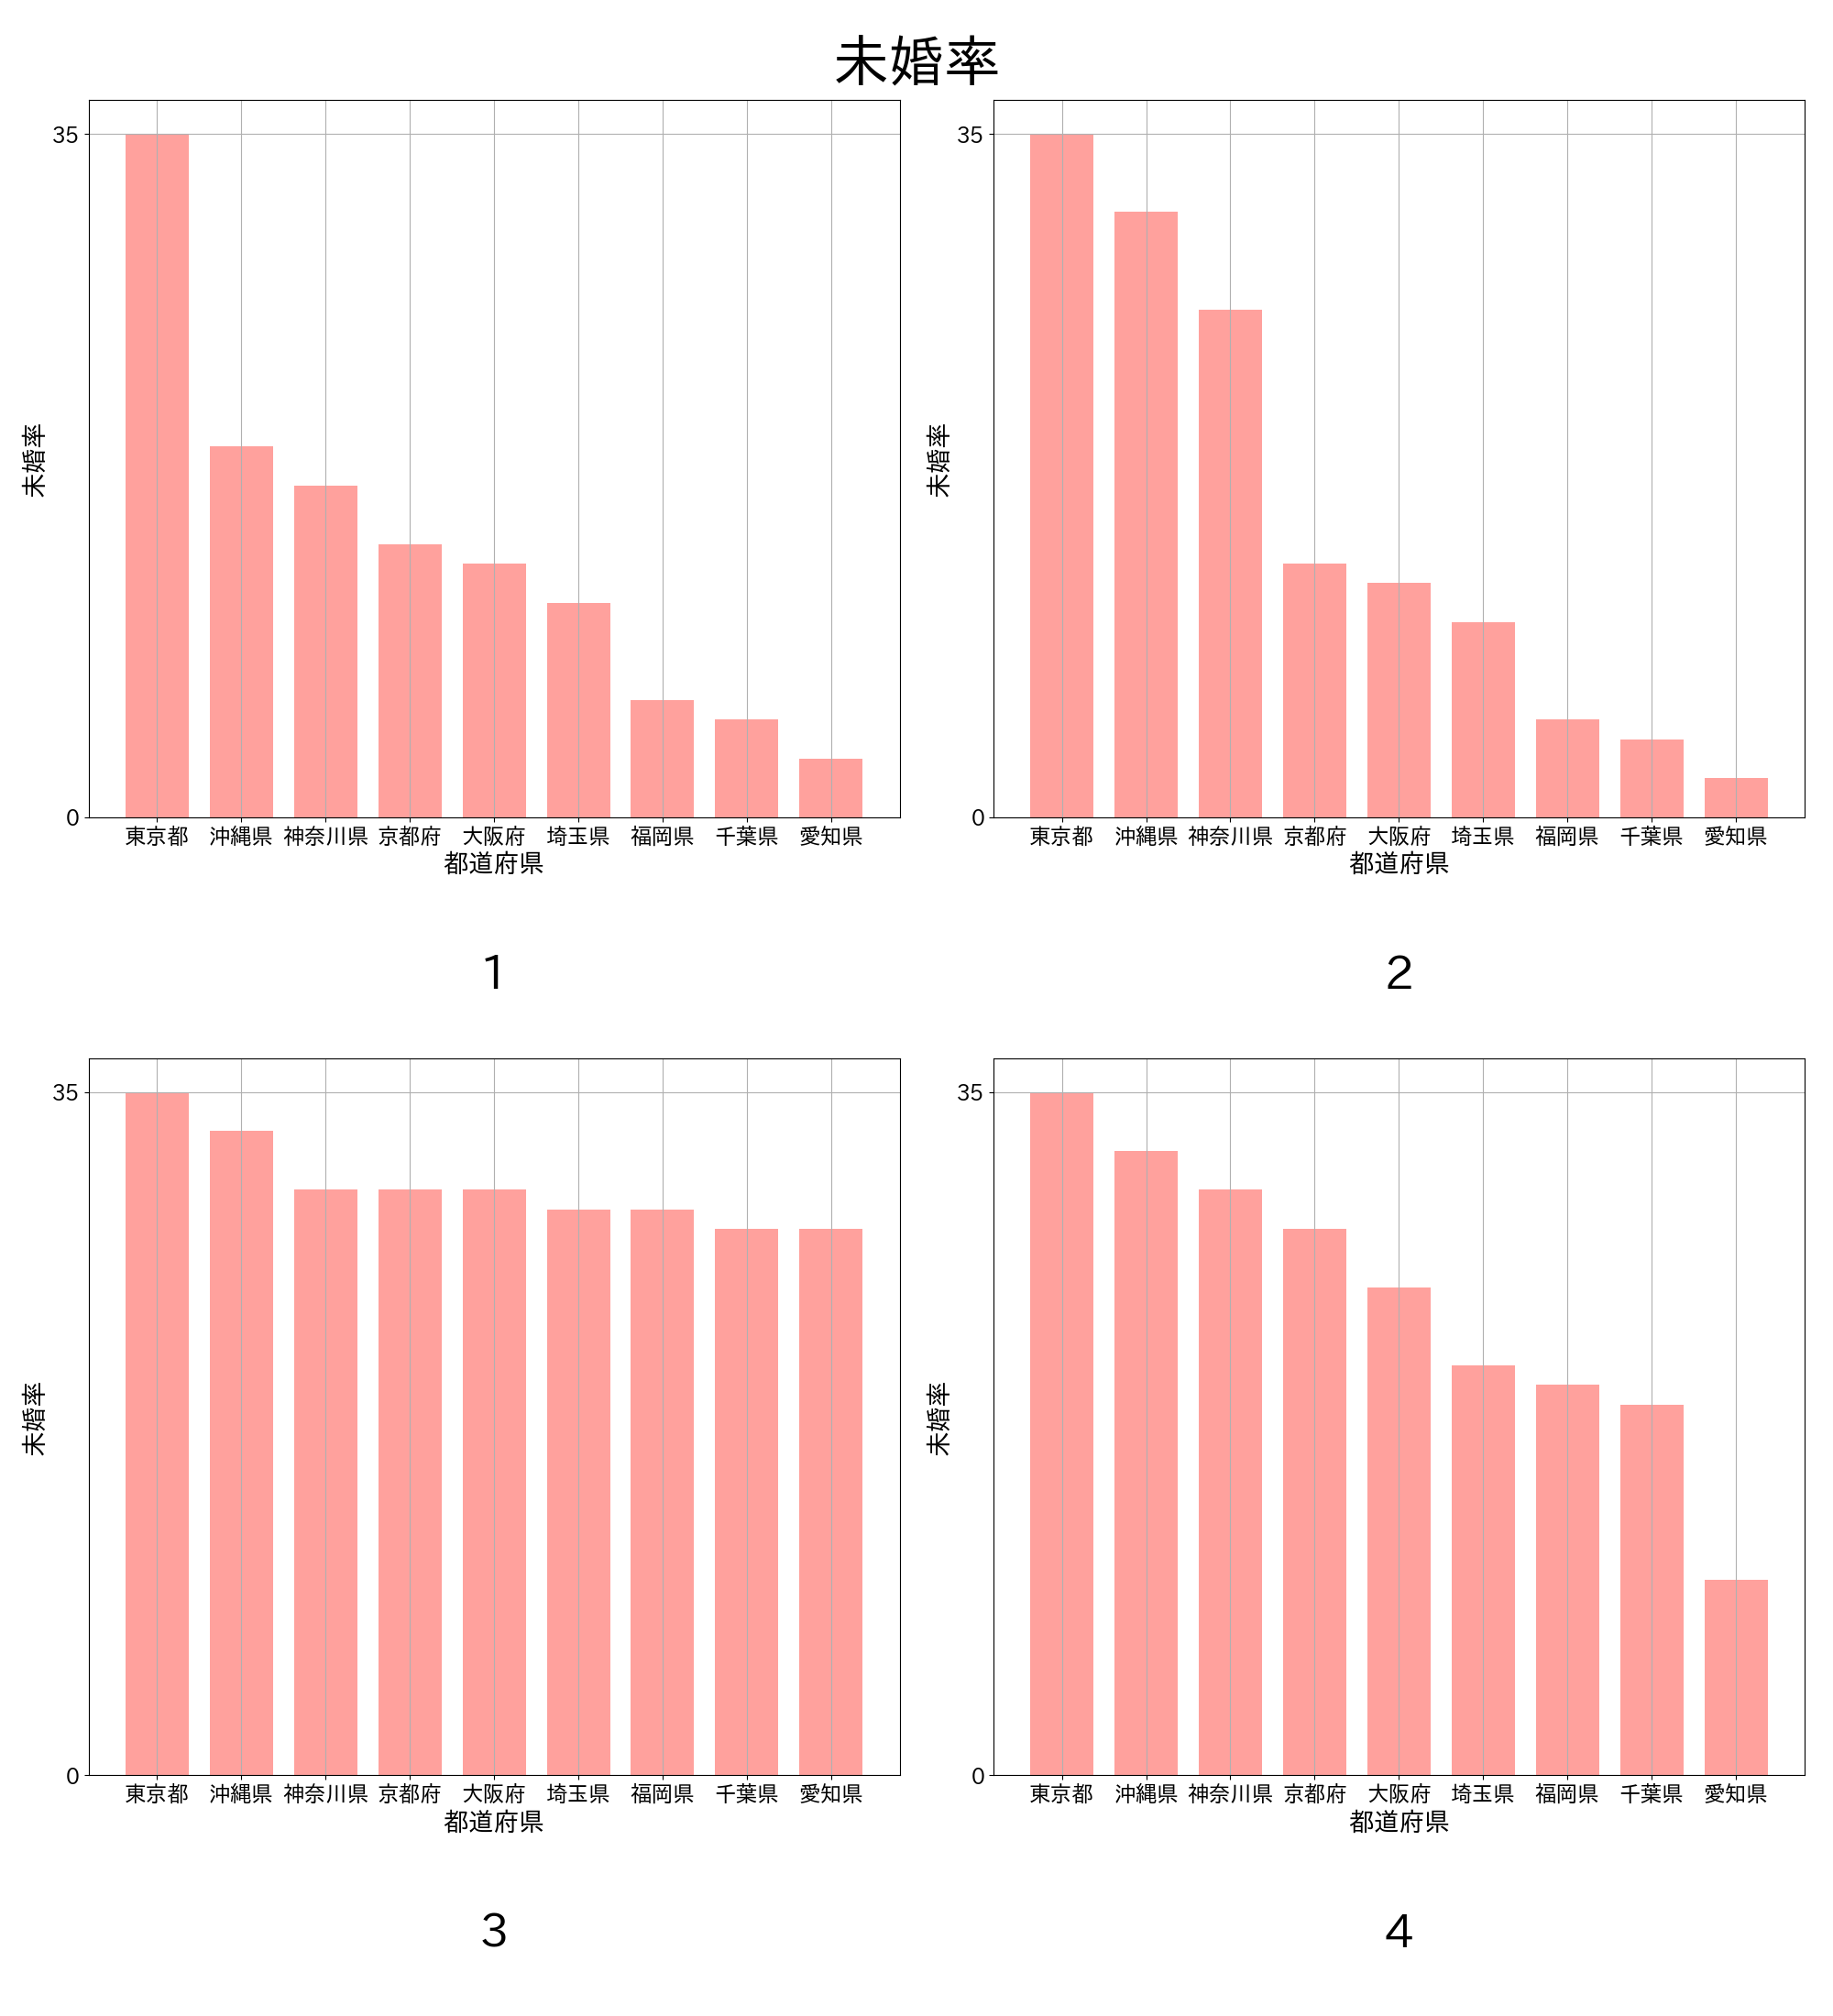 未婚率
35
0
未婚率
東京都 沖縄県 神奈川県 京都府 大阪府 埼玉県 福岡県 千葉県 愛知県
都道府県
1
35
0
未婚率
東京都 沖縄県 神奈川県 京都府 大阪府 埼玉県 福岡県 千葉県 愛知県
都道府県
2
35
0
未婚率
東京都 沖縄県 神奈川県 京都府 大阪府 埼玉県 福岡県 千葉県 愛知県
都道府県
3
35
0
未婚率
東京都 沖縄県 神奈川県 京都府 大阪府 埼玉県 福岡県 千葉県 愛知県
都道府県
4